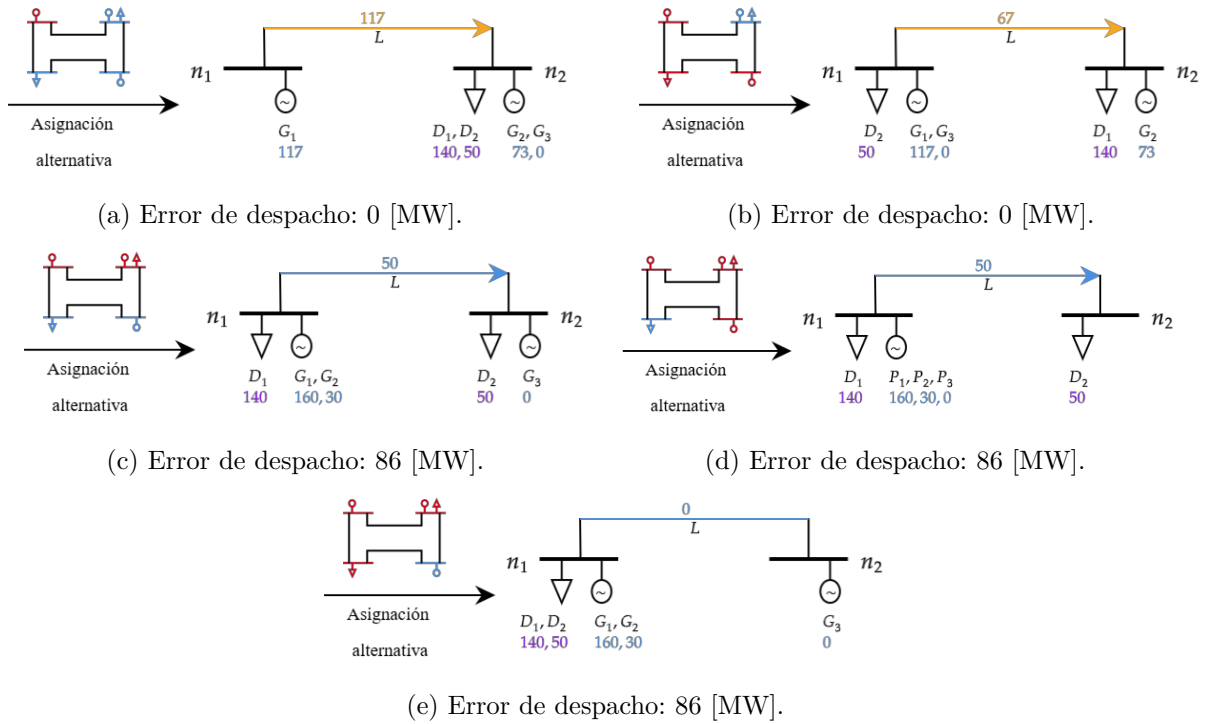 117
L
n₁
n₂
Asignación
alternativa
G₁
117
D₁, D₂
140, 50
G₂, G₃
73, 0
(a) Error de despacho: 0 [MW].
67
L
n₁
n₂
Asignación
alternativa
D₂
50
G₁, G₃
117, 0
D₁
140
G₂
73
(b) Error de despacho: 0 [MW].
50
L
n₁
n₂
Asignación
alternativa
D₁
140
G₁, G₂
160, 30
D₂
50
G₃
0
(c) Error de despacho: 86 [MW].
50
L
n₁
n₂
Asignación
alternativa
D₁
140
P₁, P₂, P₃
160, 30, 0
D₂
50
(d) Error de despacho: 86 [MW].
0
L
n₁
n₂
Asignación
alternativa
D₁, D₂
140, 50
G₁, G₂
160, 30
G₃
0
(e) Error de despacho: 86 [MW].